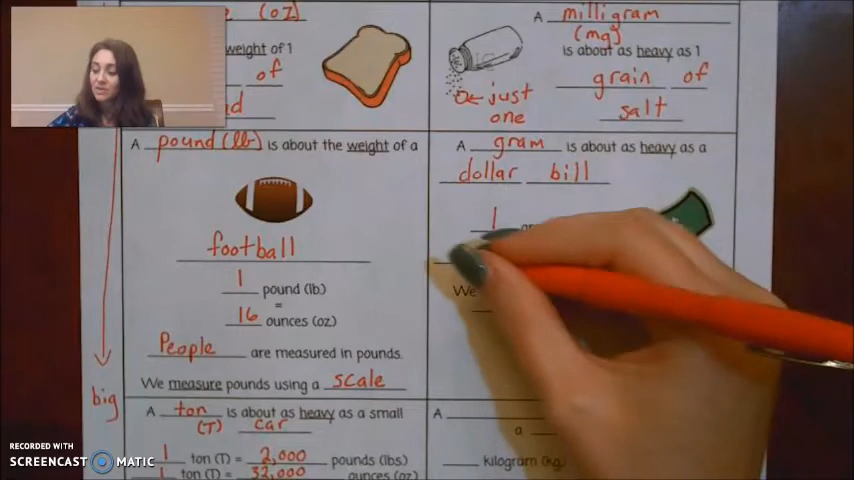 (oz)
weight of 1
of
A milligram
(mg)
is about as heavy as 1
grain of
salt
just
one
A pound (lb) is about the weight of a
football
1 pound (lb)
=
16 ounces (oz)
People are measured in pounds.
We measure pounds using a scale
A gram is about as heavy as a
dollar bill
1
We
big
A ton is about as heavy as a small
(T) car
1 ton (T) = 2,000 pounds (lbs)
1 ton (T) = 32,000 ounces (oz)
A
a
kilogram (kg)
RECORDED WITH
SCREENCAST MATIC